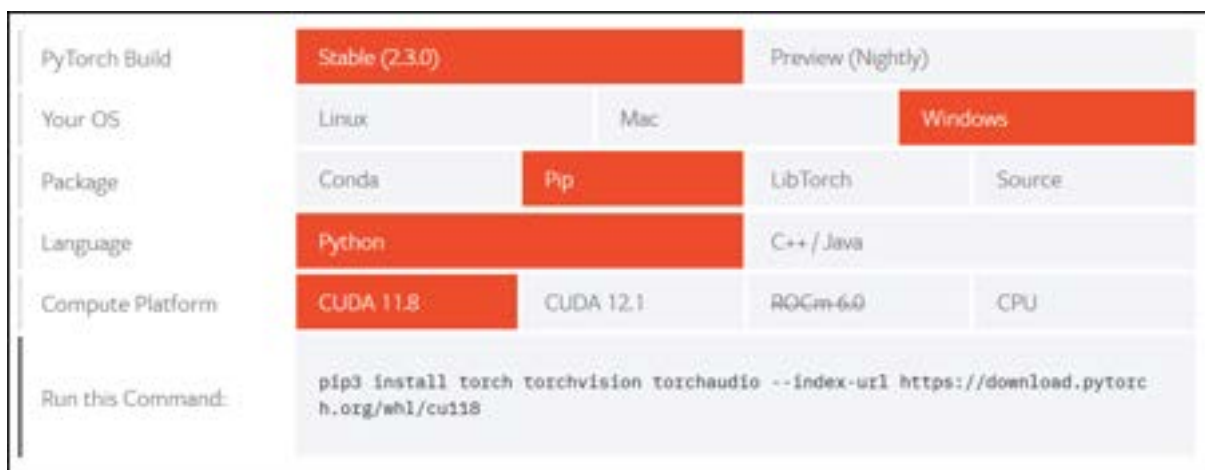 PyTorch Build Stable (2.3.0) Preview (Nightly)
Your OS Linux Mac Windows
Package Conda Pip LibTorch Source
Language Python C++ / Java
Compute Platform CUDA 11.8 CUDA 12.1 ROCm 6.0 CPU
Run this Command: pip3 install torch torchvision torchaudio --index-url https://download.pytorc
h.org/whl/cu118